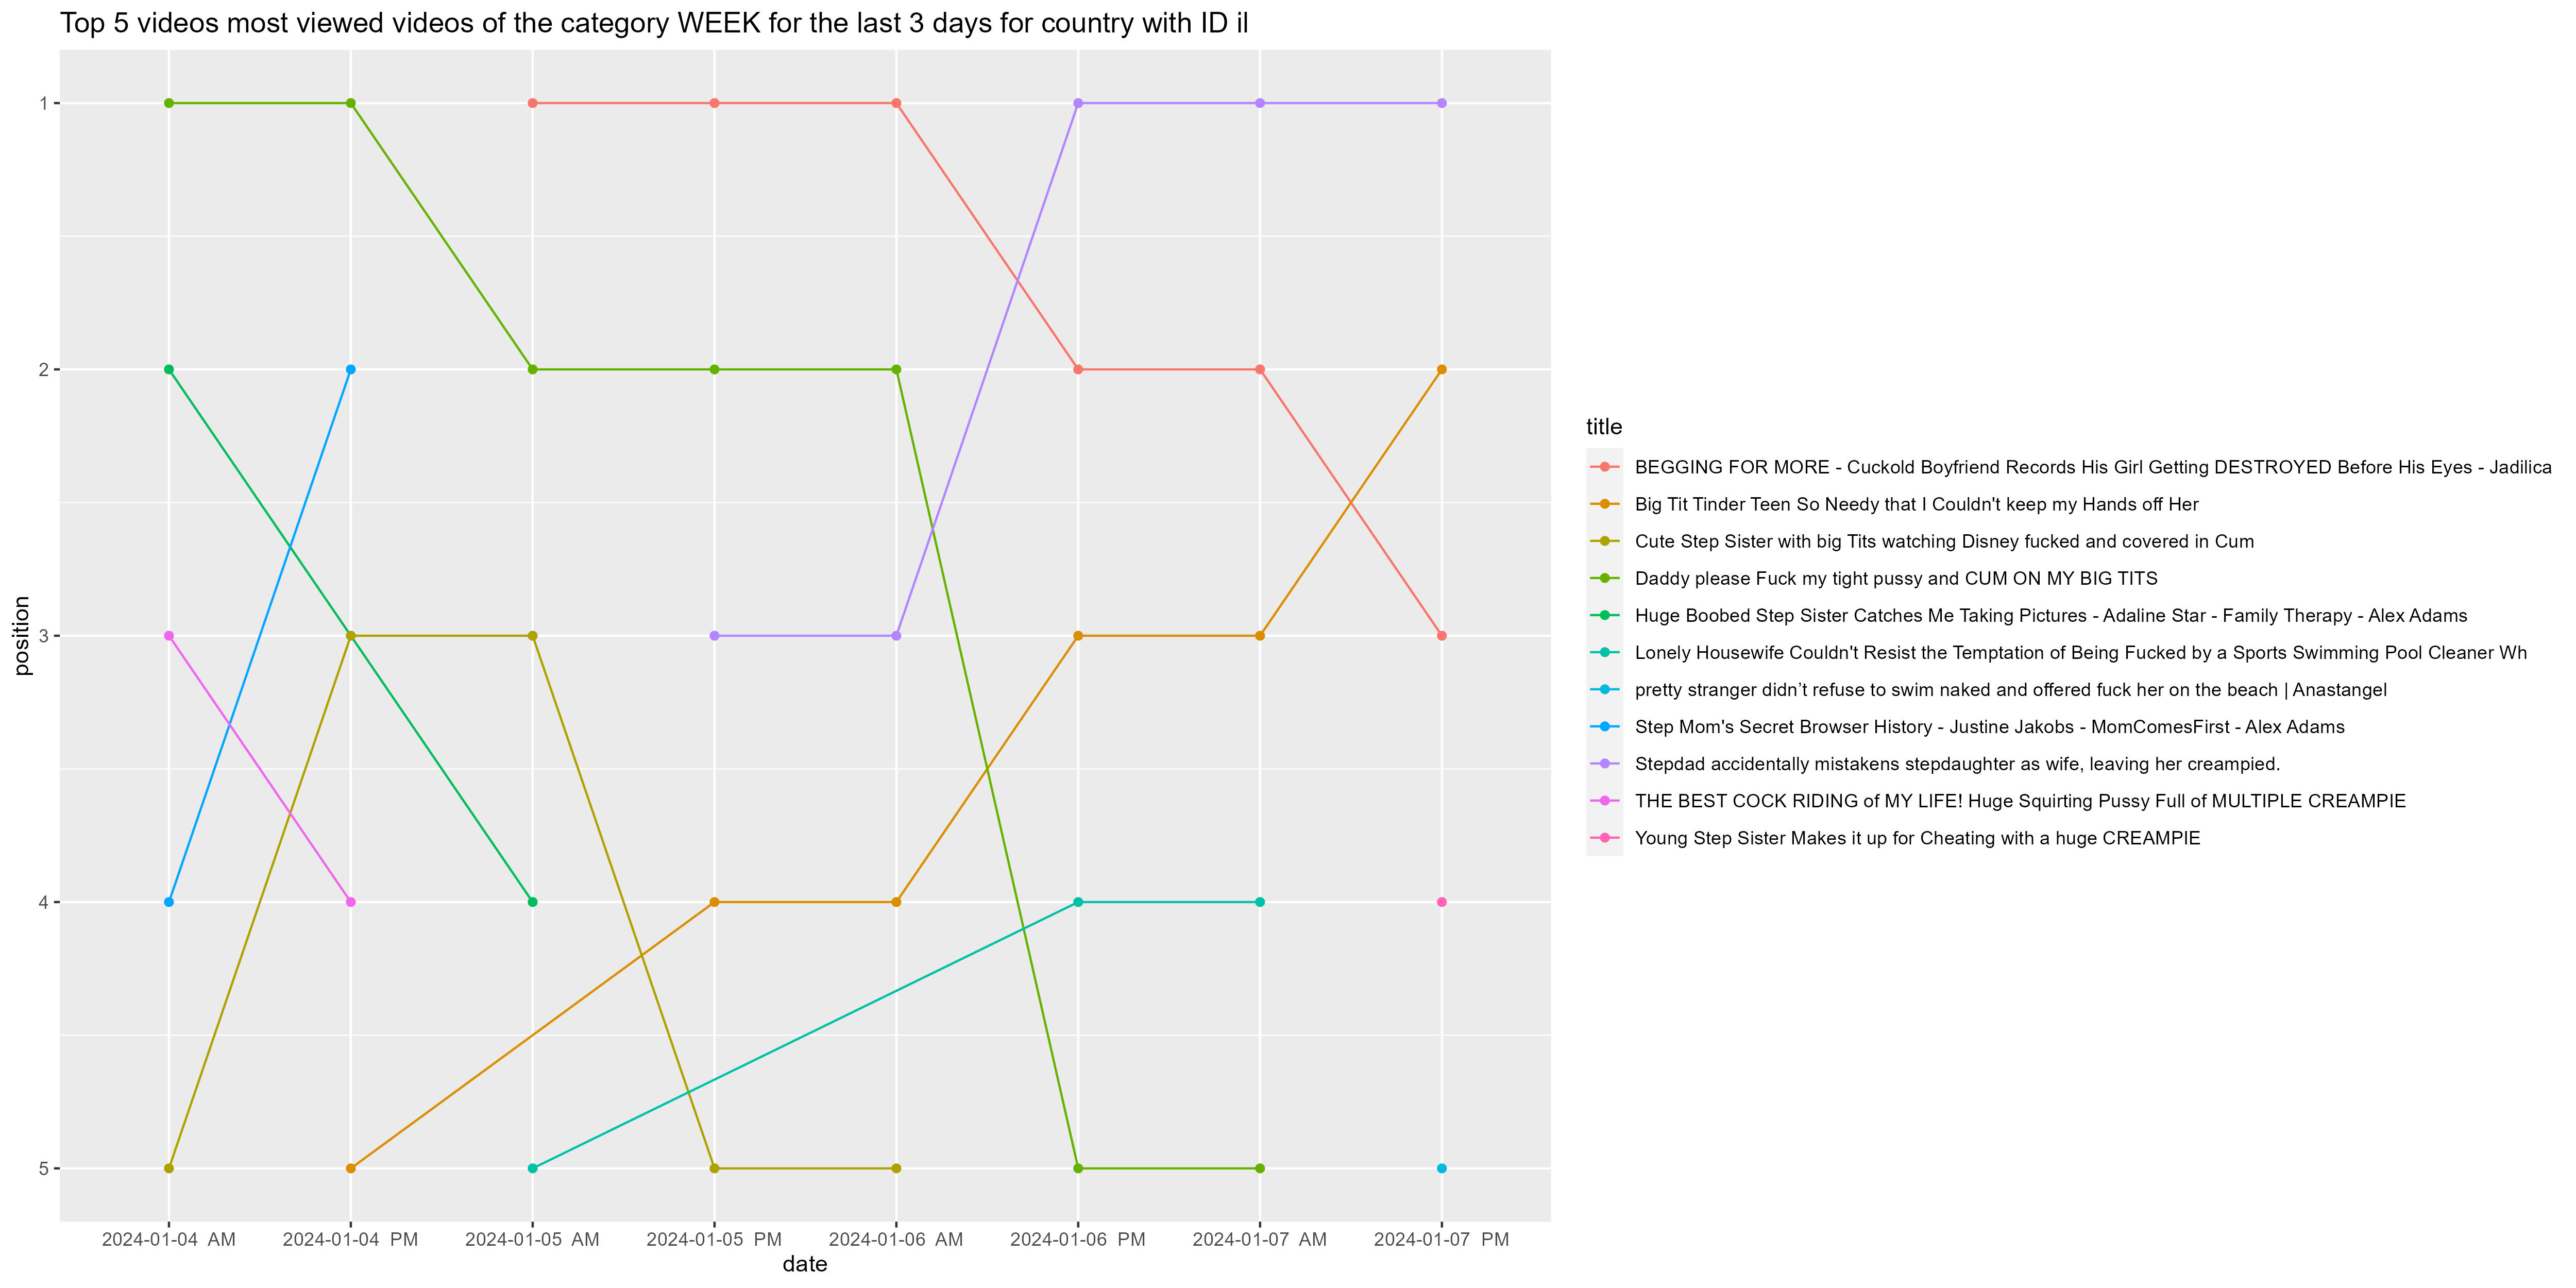 Top 5 videos most viewed videos of the category WEEK for the last 3 days for country with ID il
position
1
2
3
4
5
2024-01-04 AM
2024-01-04 PM
2024-01-05 AM
2024-01-05 PM
2024-01-06 AM
2024-01-06 PM
2024-01-07 AM
2024-01-07 PM
date
title
BEGGING FOR MORE - Cuckold Boyfriend Records His Girl Getting DESTROYED Before His Eyes - Jadilica
Big Tit Tinder Teen So Needy that I Couldn't keep my Hands off Her
Cute Step Sister with big Tits watching Disney fucked and covered in Cum
Daddy please Fuck my tight pussy and CUM ON MY BIG TITS
Huge Boobed Step Sister Catches Me Taking Pictures - Adaline Star - Family Therapy - Alex Adams
Lonely Housewife Couldn't Resist the Temptation of Being Fucked by a Sports Swimming Pool Cleaner Wh
pretty stranger didn’t refuse to swim naked and offered fuck her on the beach | Anastangel
Step Mom's Secret Browser History - Justine Jakobs - MomComesFirst - Alex Adams
Stepdad accidentally mistakens stepdaughter as wife, leaving her creampied.
THE BEST COCK RIDING of MY LIFE! Huge Squirting Pussy Full of MULTIPLE CREAMPIE
Young Step Sister Makes it up for Cheating with a huge CREAMPIE